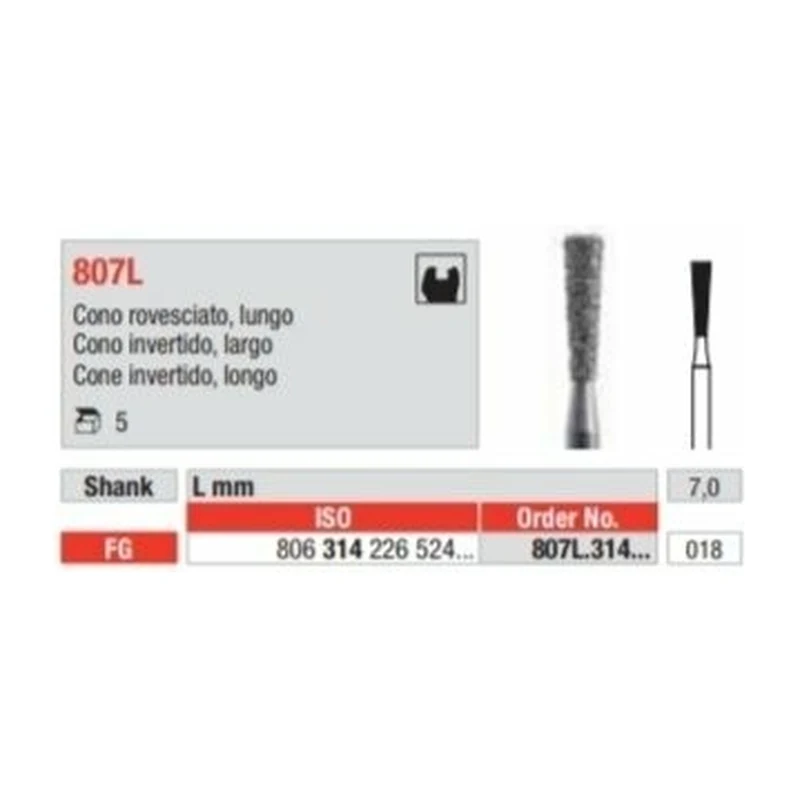 807L
Cono rovesciato, lungo
Cono invertido, largo
Cone invertido, longo
5
Shank L mm 7,0
ISO Order No.
FG 806 314 226 524... 807L.314... 018